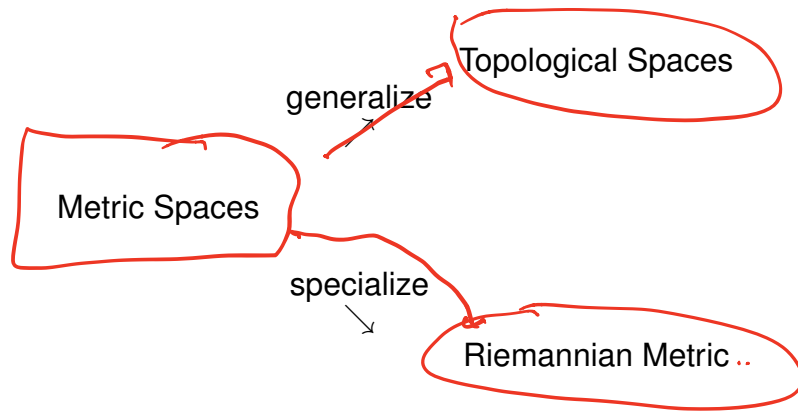 Topological Spaces
generalize
Metric Spaces
specialize
Riemannian Metric ..